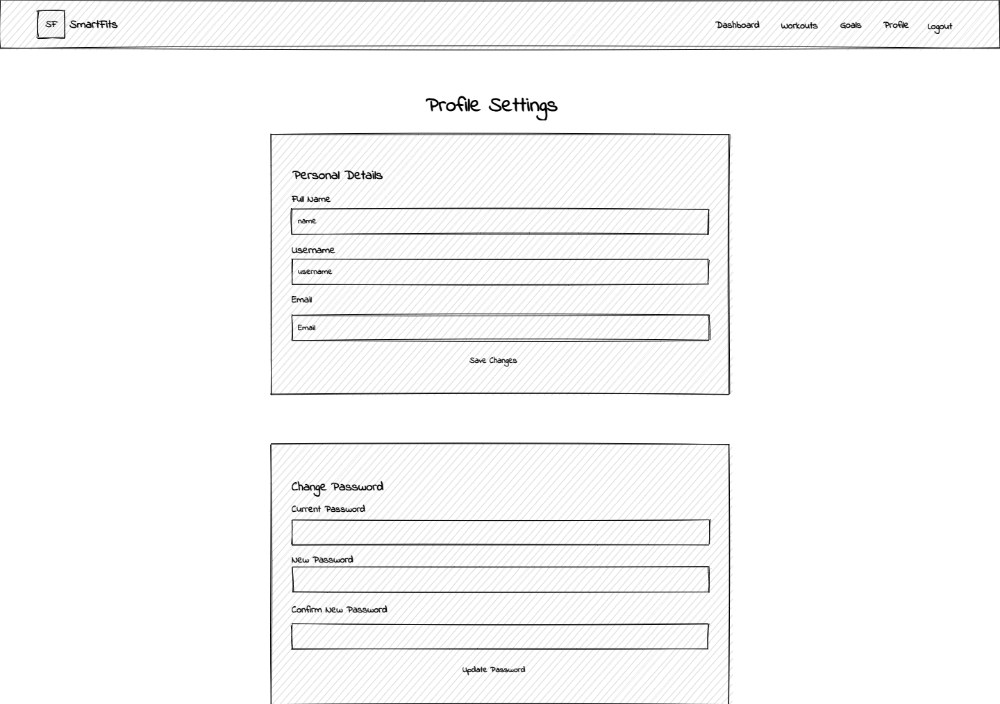 SF SmartFits Dashboard Workouts Goals Profile Logout
Profile Settings
Personal Details
Full Name
name
Username
username
Email
Email
Save Changes
Change Password
Current Password
New Password
Confirm New Password
Update Password